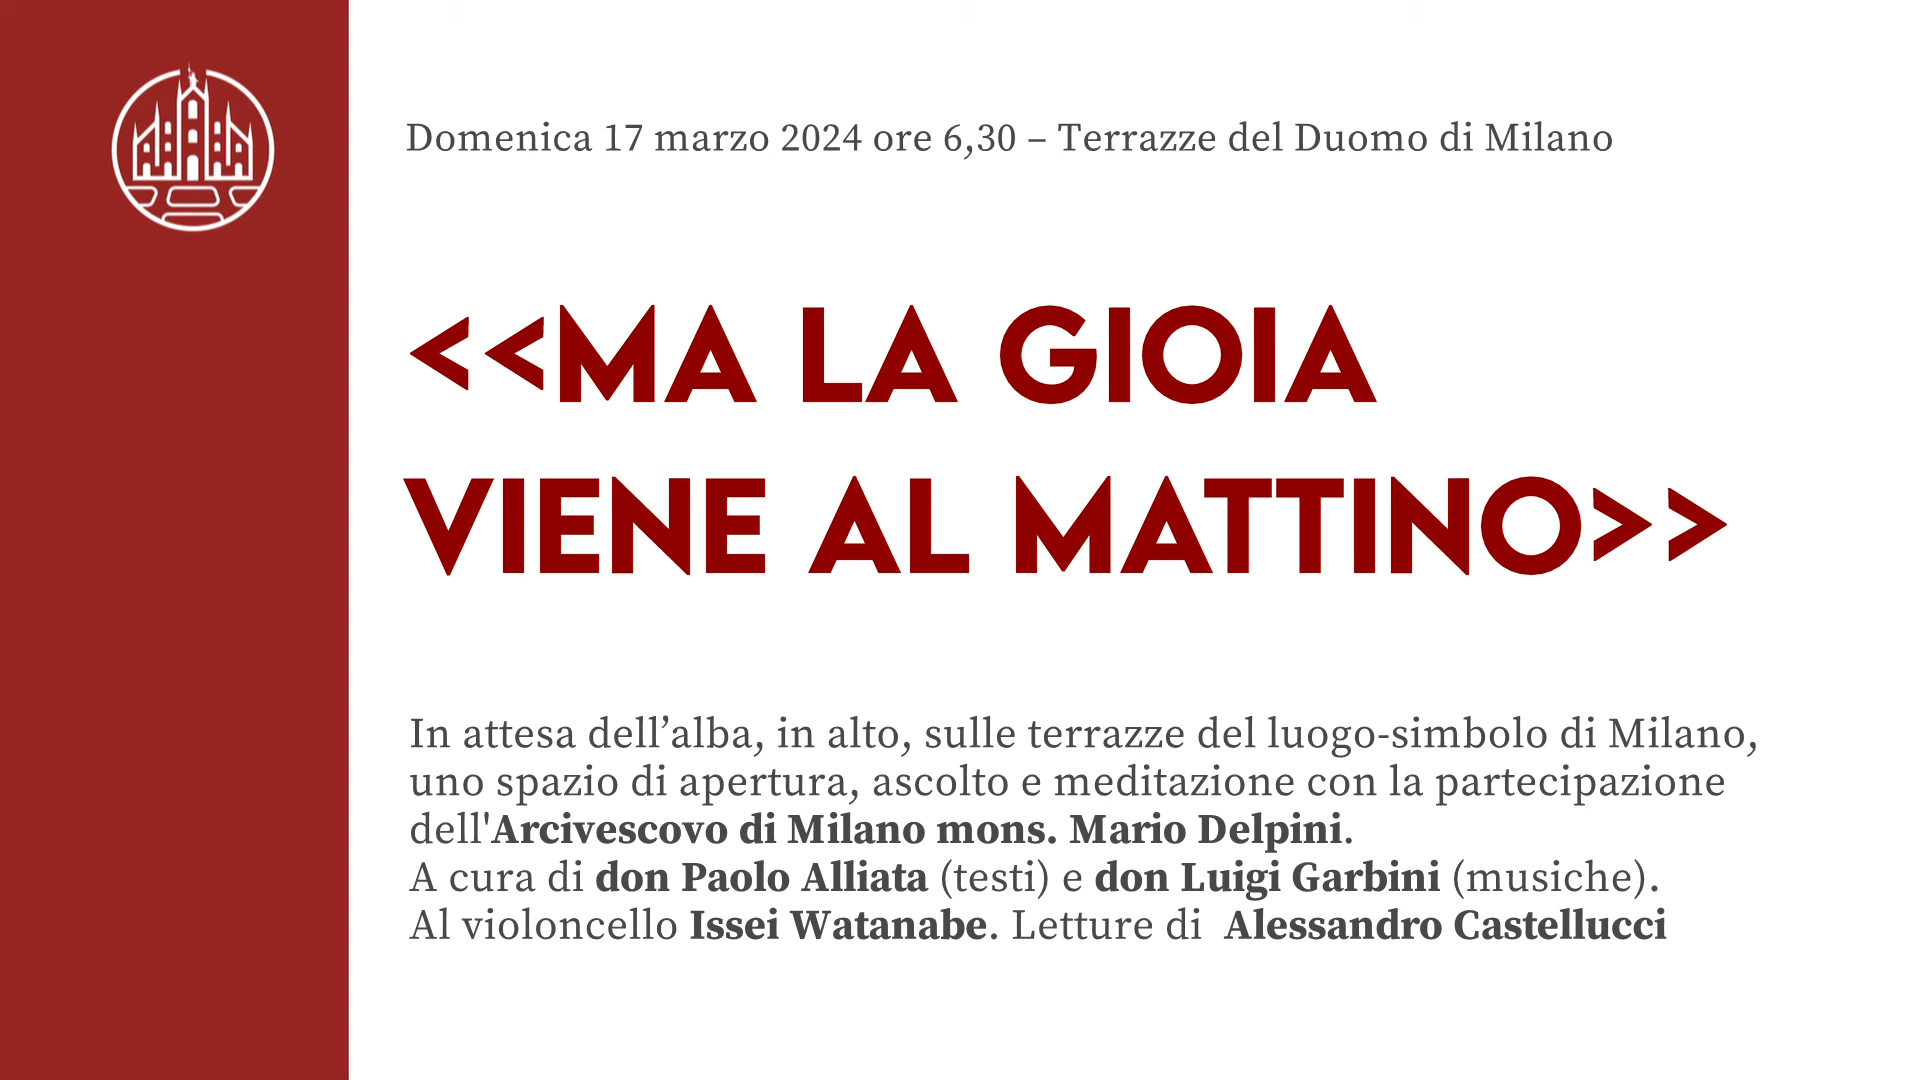 Domenica 17 marzo 2024 ore 6,30 – Terrazze del Duomo di Milano
<<MA LA GIOIA
VIENE AL MATTINO>>
In attesa dell’alba, in alto, sulle terrazze del luogo-simbolo di Milano,
uno spazio di apertura, ascolto e meditazione con la partecipazione
dell'Arcivescovo di Milano mons. Mario Delpini.
A cura di don Paolo Alliata (testi) e don Luigi Garbini (musiche).
Al violoncello Issei Watanabe. Letture di  Alessandro Castellucci